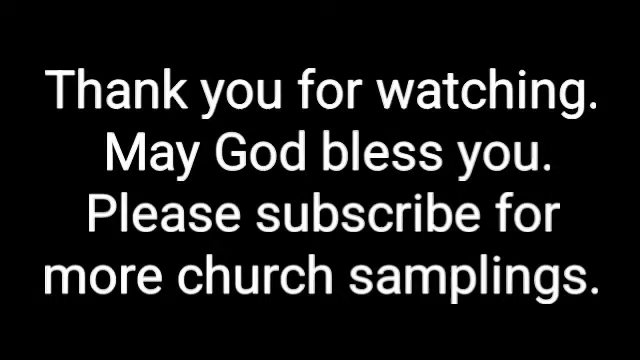 Thank you for watching.
May God bless you.
Please subscribe for
more church samplings.